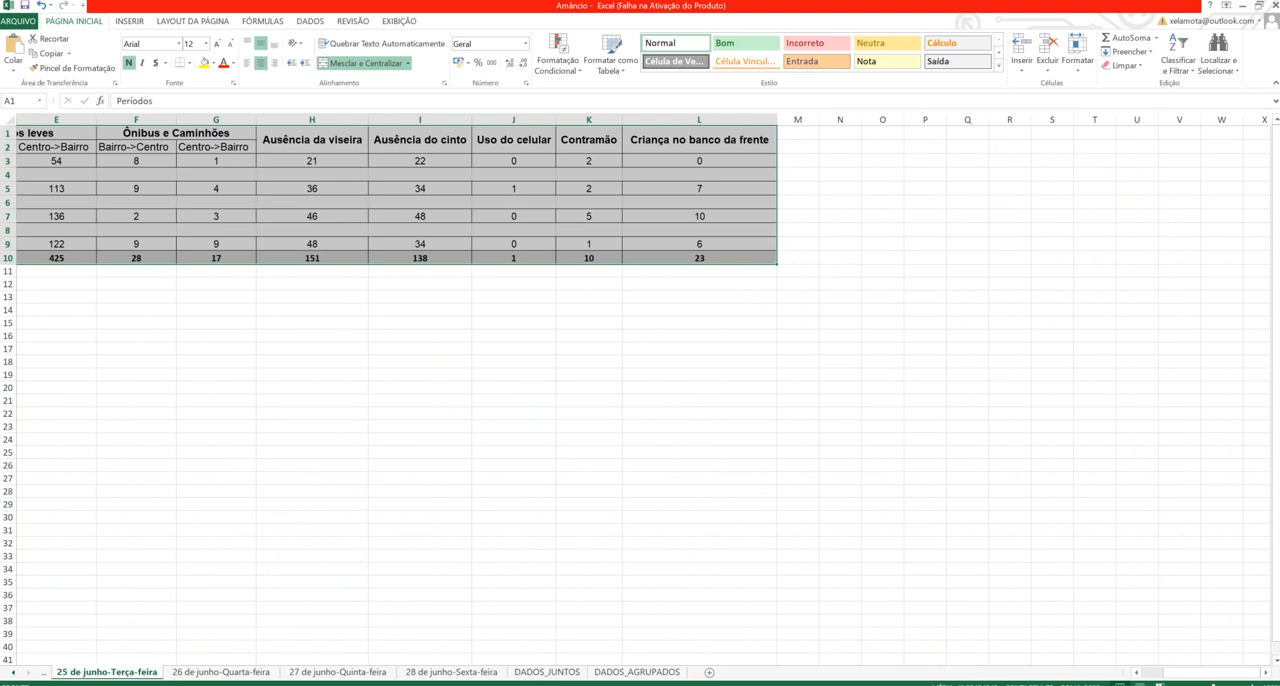 Amâncio - Excel (Falha na Ativação do Produto)
ARQUIVO PÁGINA INICIAL INSERIR LAYOUT DA PÁGINA FÓRMULAS DADOS REVISÃO EXIBIÇÃO xelamota@outlook.com
Colar
Recortar
Copiar
Pincel de Formatação
Área de Transferência
Arial 12
N I S
Fonte
Quebrar Texto Automaticamente
Mesclar e Centralizar
Alinhamento
Geral
% 000
Número
Formatação Condicional
Formatar como Tabela
Normal Bom Incorreto Neutra Cálculo
Célula de Ve... Célula Vincul... Entrada Nota Saída
Estilo
Inserir Excluir Formatar
Células
AutoSoma
Preencher
Limpar
Classificar e Filtrar
Localizar e Selecionar
Edição
A1 fx Períodos
E F G H I J K L M N O P Q R S T U V W X
1 os leves Ônibus e Caminhões Ausência da viseira Ausência do cinto Uso do celular Contramão Criança no banco da frente
2 Centro->Bairro Bairro->Centro Centro->Bairro
3 54 8 1 21 22 0 2 0
4
5 113 9 4 36 34 1 2 7
6
7 136 2 3 46 48 0 5 10
8
9 122 9 9 48 34 0 1 6
10 425 28 17 151 138 1 10 23
11
12
13
14
15
16
17
18
19
20
21
22
23
24
25
26
27
28
29
30
31
32
33
34
35
36
37
38
39
40
41
... 25 de junho-Terça-feira 26 de junho-Quarta-feira 27 de junho-Quinta-feira 28 de junho-Sexta-feira DADOS_JUNTOS DADOS_AGRUPADOS